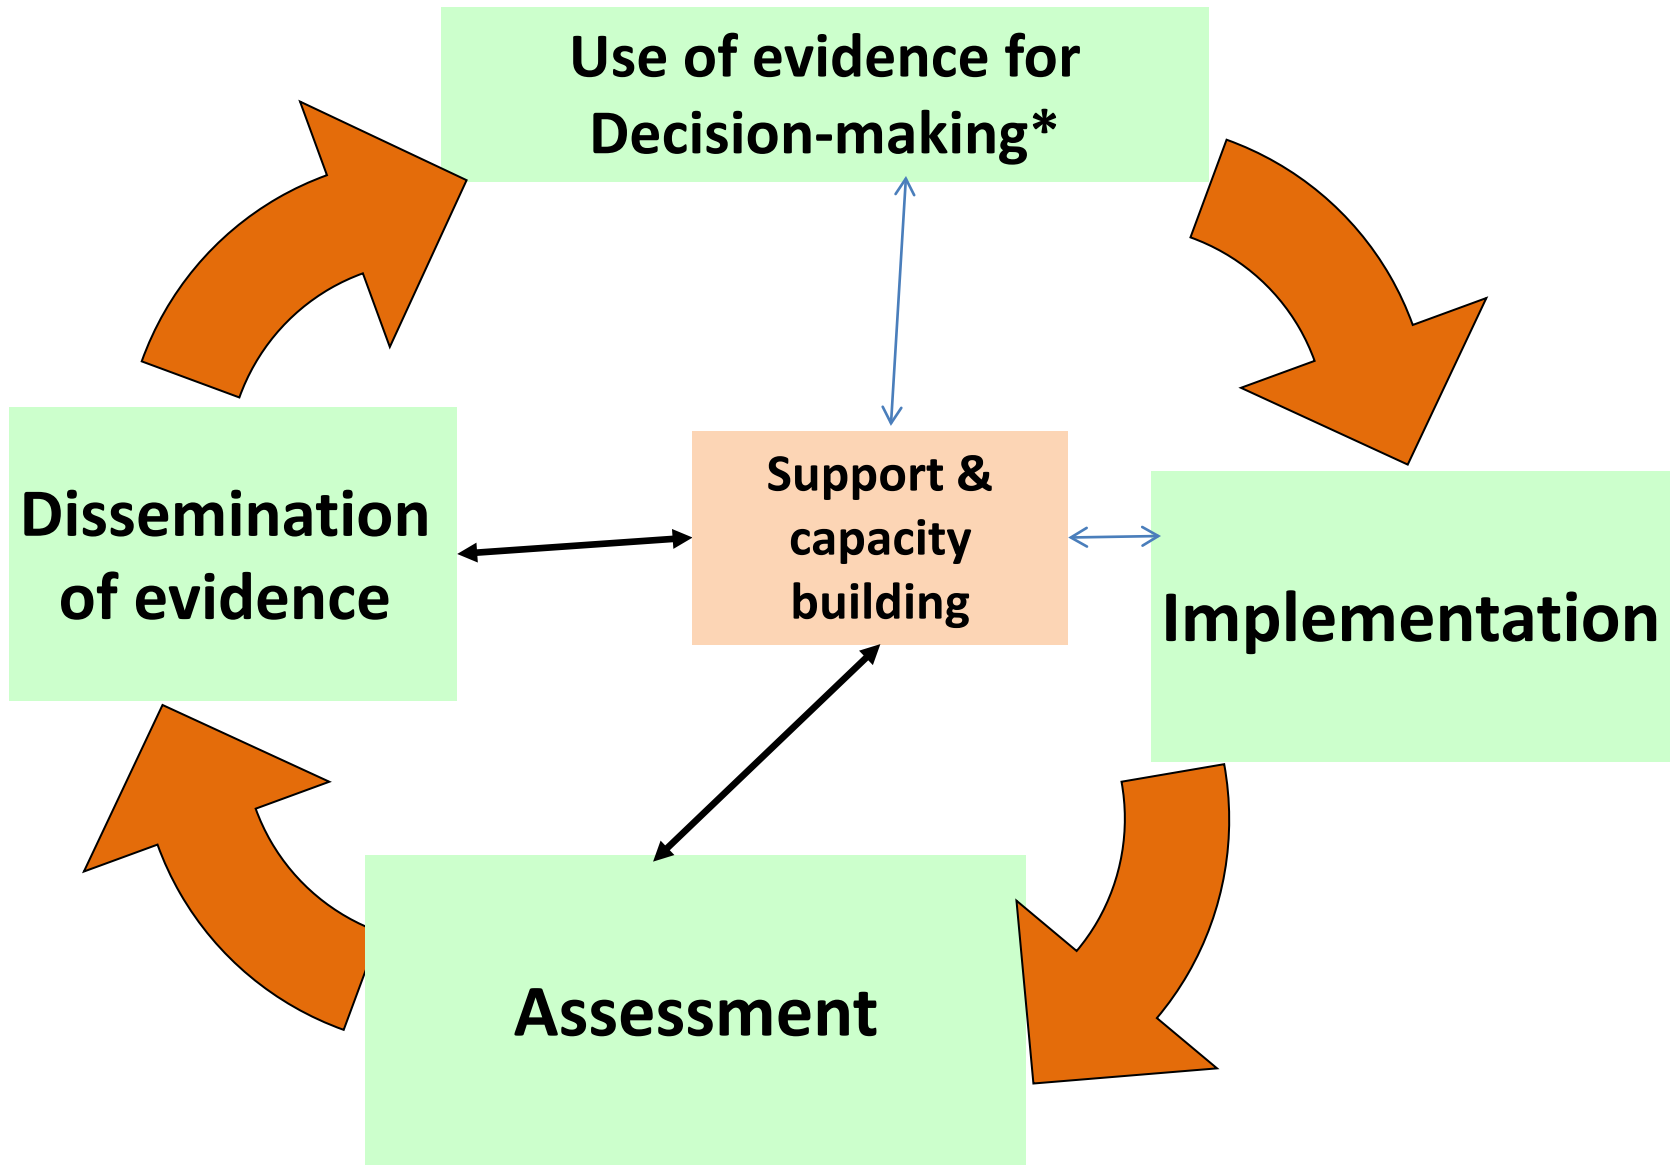 Use of evidence for
Decision-making*
Dissemination
of evidence
Support &
capacity
building
Implementation
Assessment